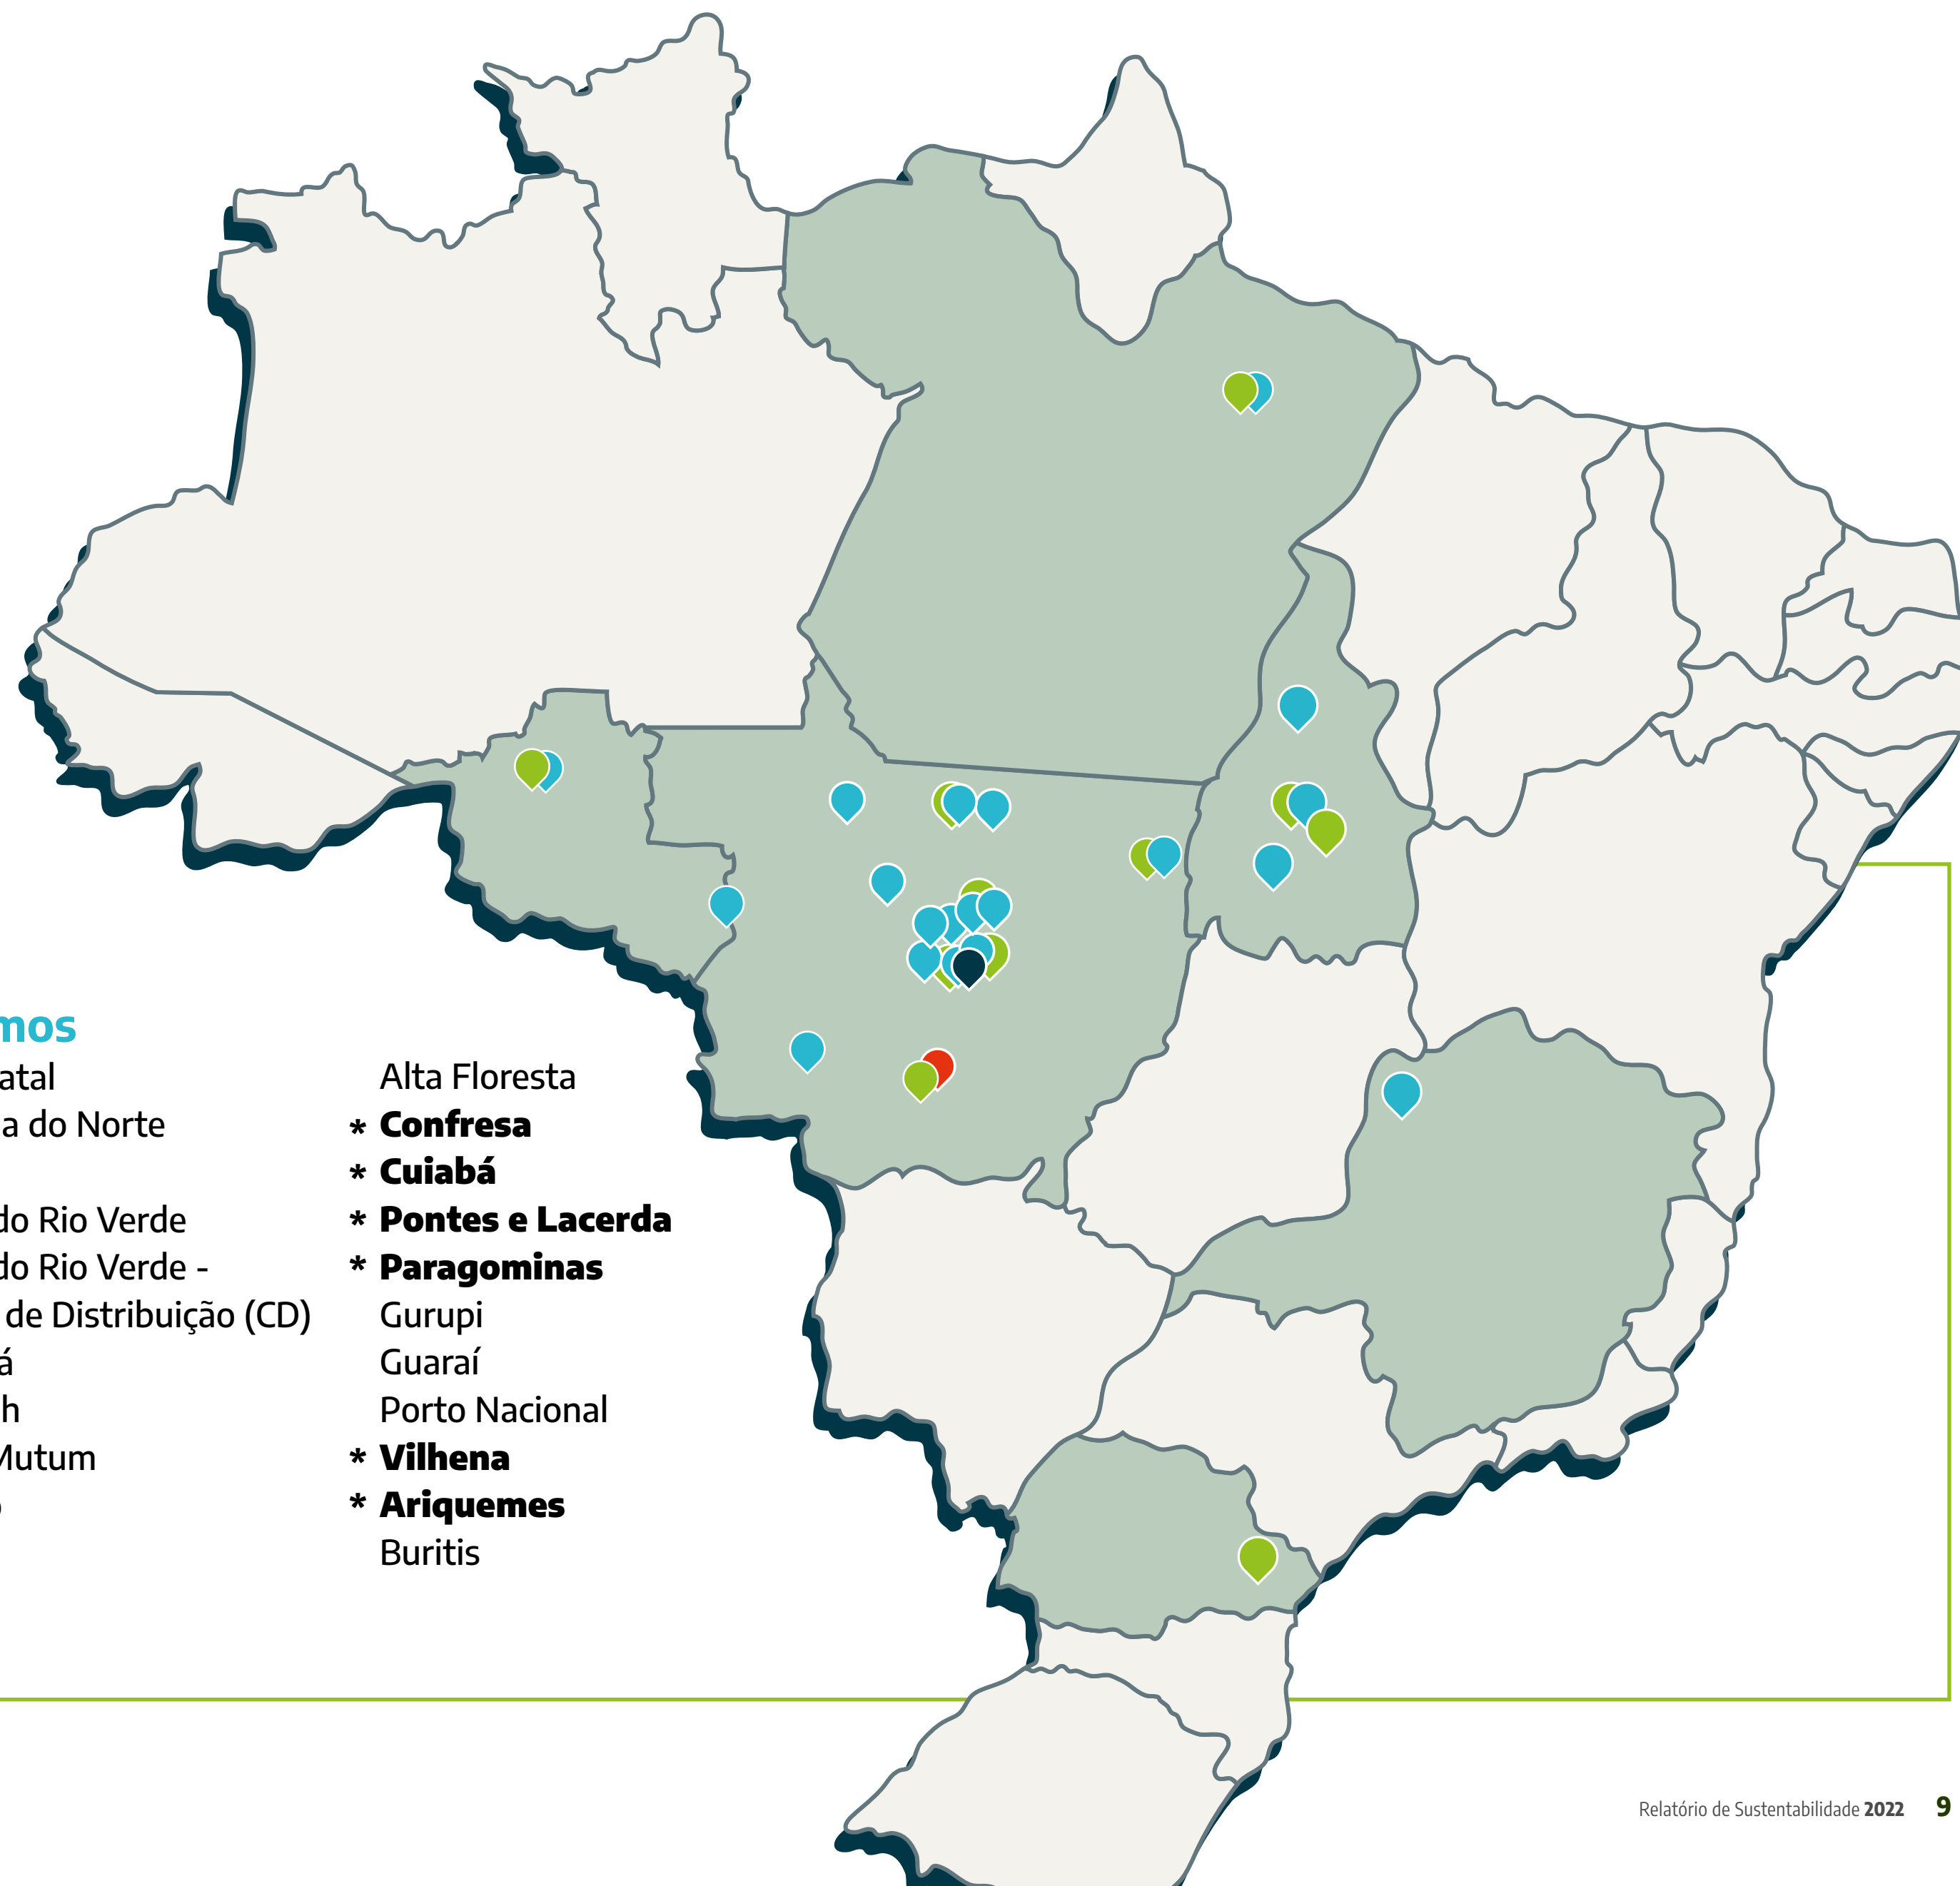 mos
atal
a do Norte
do Rio Verde
do Rio Verde -
de Distribuição (CD)
á
h
Mutum
o
Alta Floresta
* Confresa
* Cuiabá
* Pontes e Lacerda
* Paragominas
Gurupi
Guaraí
Porto Nacional
* Vilhena
* Ariquemes
Buritis
Relatório de Sustentabilidade 2022 9